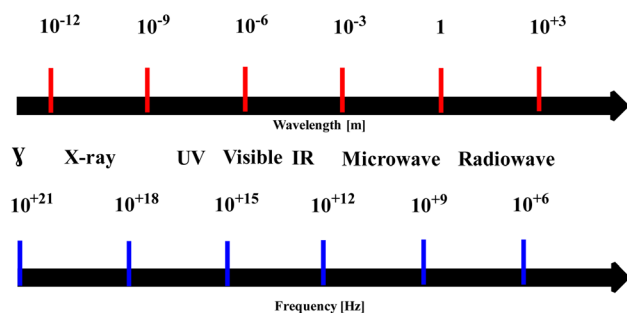 10⁻¹² 10⁻⁹ 10⁻⁶ 10⁻³ 1 10⁺³
Wavelength [m]
Ɣ X-ray UV Visible IR Microwave Radiowave
10⁺²¹ 10⁺¹⁸ 10⁺¹⁵ 10⁺¹² 10⁺⁹ 10⁺⁶
Frequency [Hz]